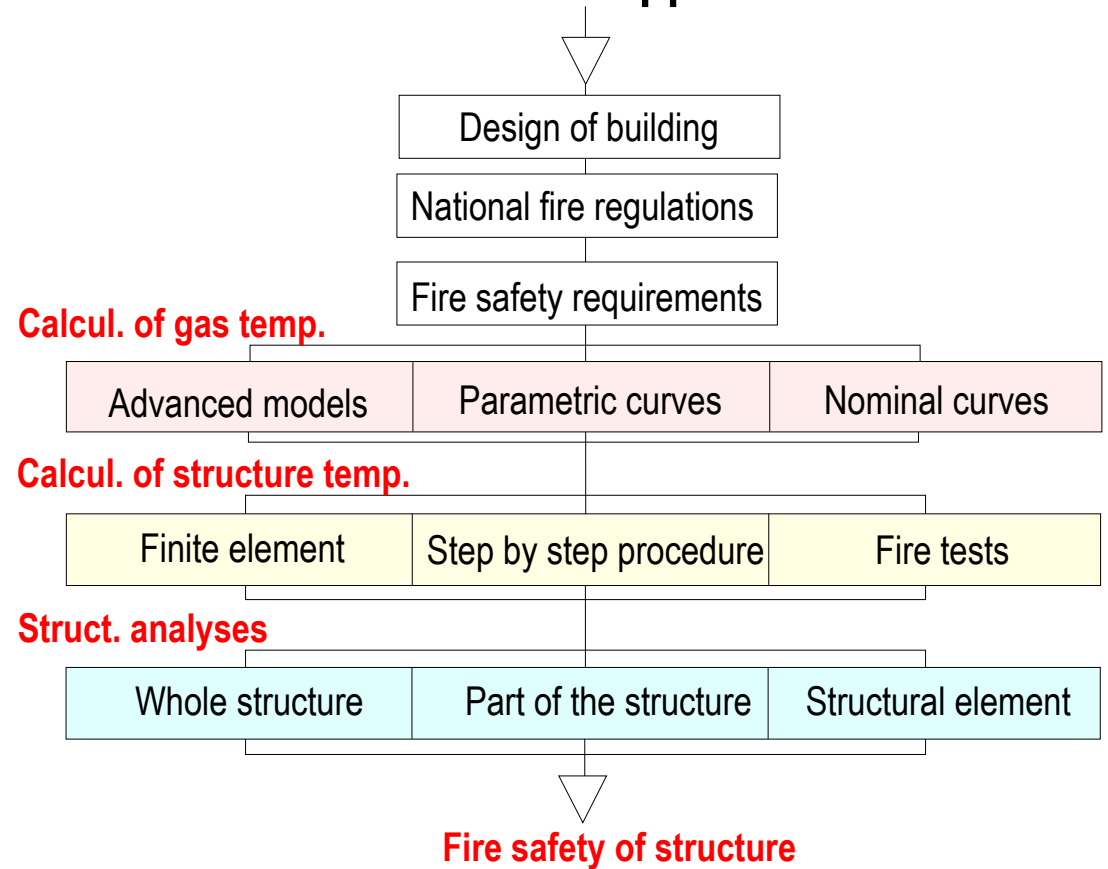 Design of building
National fire regulations
Fire safety requirements
Calcul. of gas temp.
Advanced models
Parametric curves
Nominal curves
Calcul. of structure temp.
Finite element
Step by step procedure
Fire tests
Struct. analyses
Whole structure
Part of the structure
Structural element
Fire safety of structure